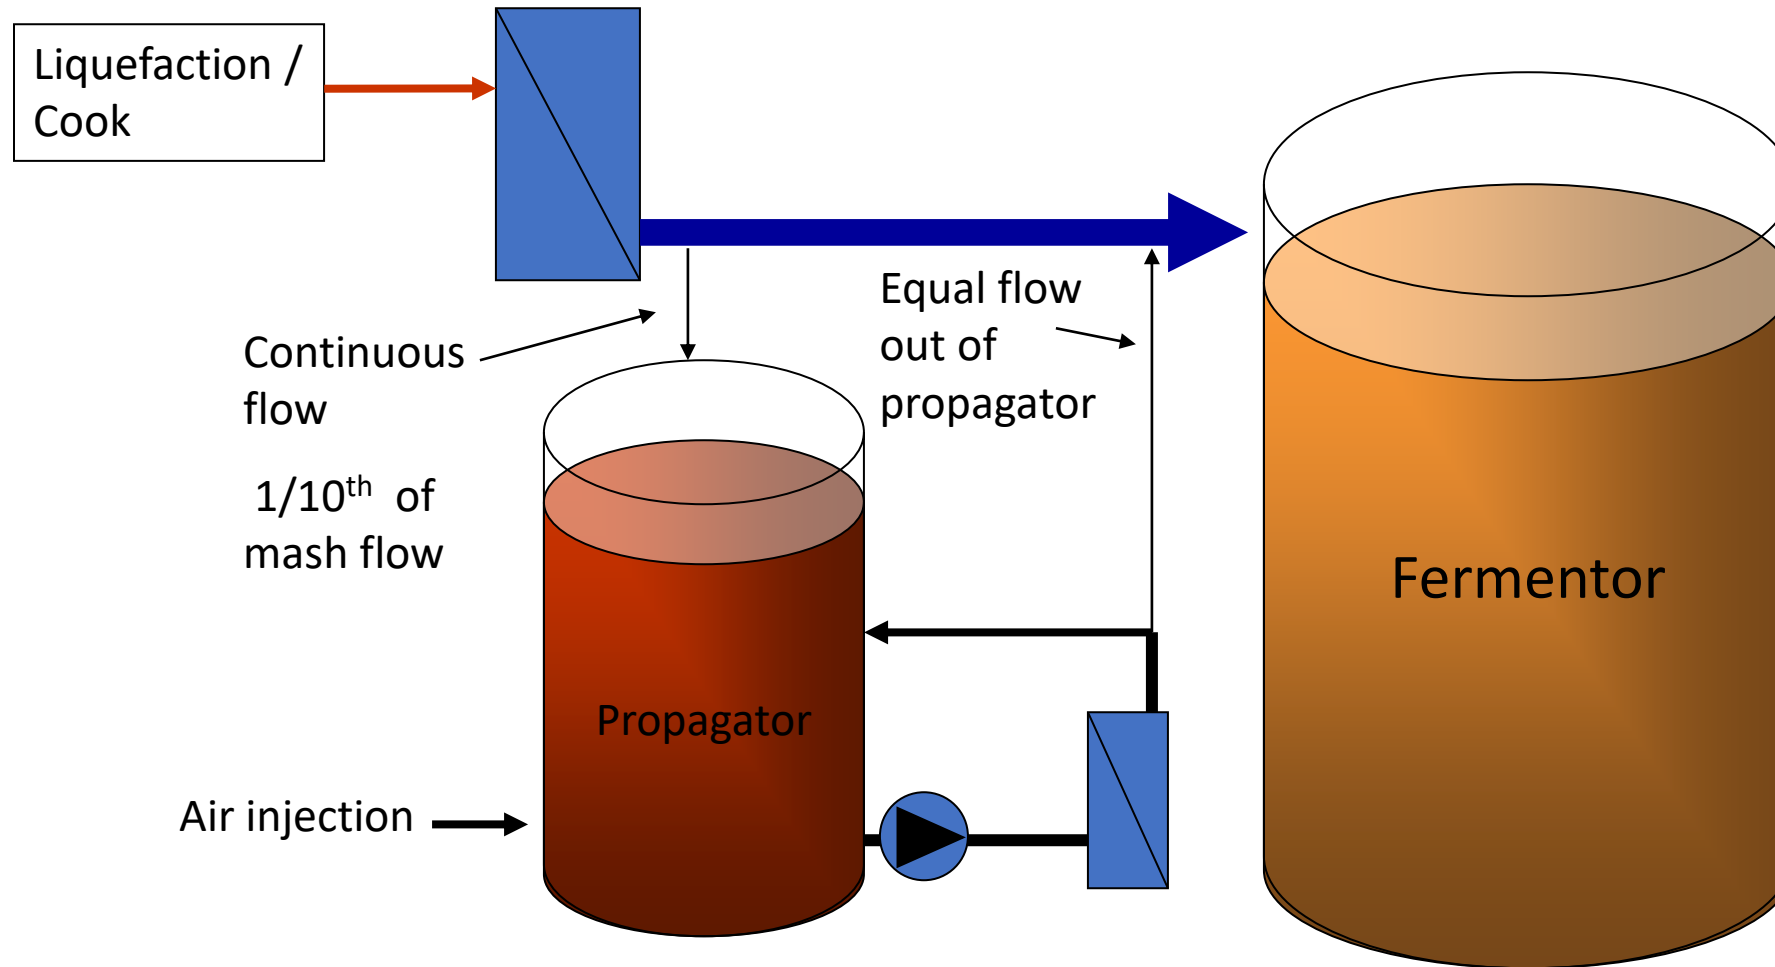 Liquefaction /
Cook
Continuous
flow
1/10th of
mash flow
Equal flow
out of
propagator
Fermentor
Propagator
Air injection